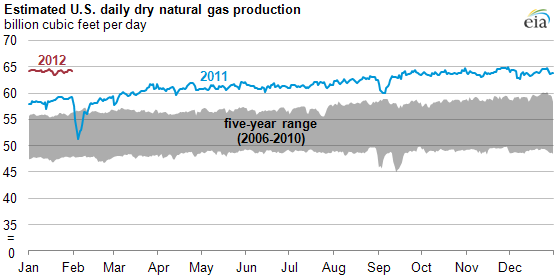 Estimated U.S. daily dry natural gas production
billion cubic feet per day
eia
70
65
60
55
50
45
40
35
0
2012
2011
five-year range
(2006-2010)
Jan Feb Mar Apr May Jun Jul Aug Sep Oct Nov Dec